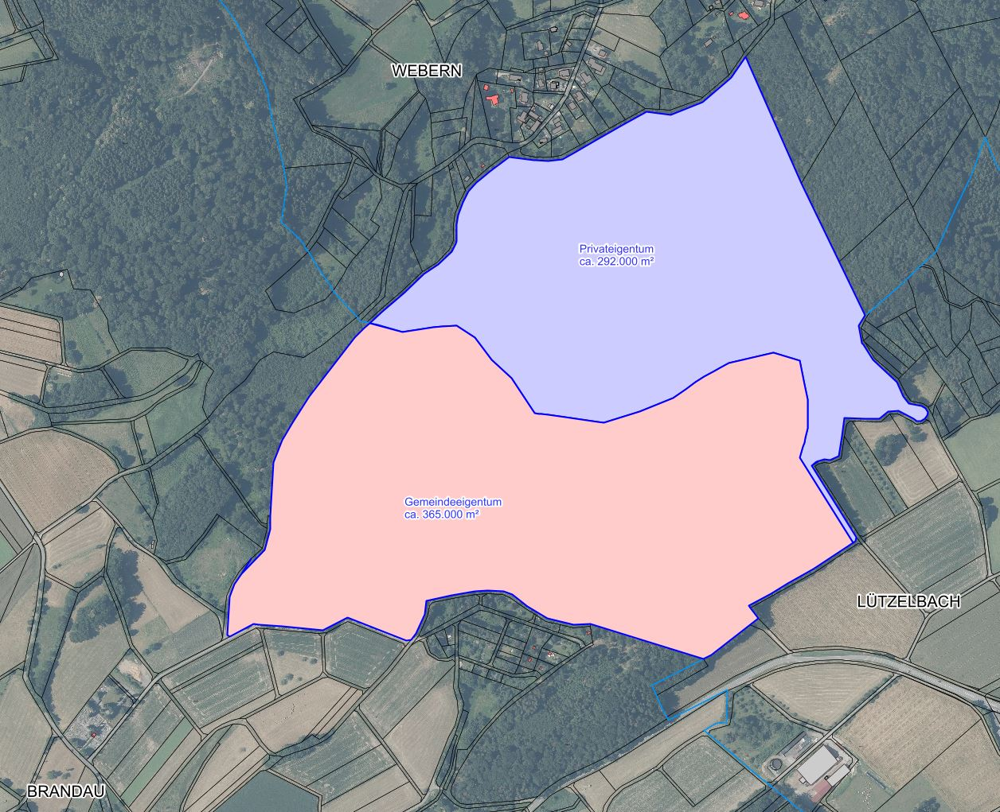 WEBERN
Privateigentum
ca. 292.000 m²
Gemeindeeigentum
ca. 365.000 m²
LÜTZELBACH
BRANDAU